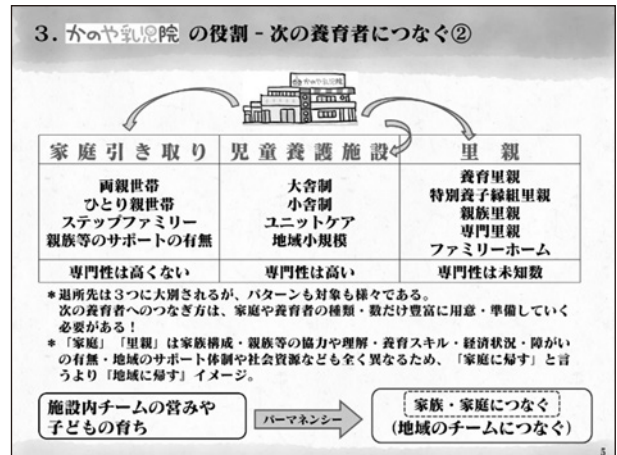 3. かのや乳児院 の役割 - 次の養育者につなぐ②
かのや乳児院
家庭引き取り 児童養護施設 里親
両親世帯
ひとり親世帯
ステップファミリー
親族等のサポートの有無
大舎制
小舎制
ユニットケア
地域小規模
養育里親
特別養子縁組里親
親族里親
専門里親
ファミリーホーム
専門性は高くない 専門性は高い 専門性は未知数
*退所先は3つに大別されるが、パターンも対象も様々である。
次の養育者へのつなぎ方は、家庭や養育者の種類・数だけ豊富に用意・準備していく
必要がある！
*「家庭」「里親」は家族構成・親族等の協力や理解・養育スキル・経済状況・障がい
の有無・地域のサポート体制や社会資源なども全く異なるため、「家庭に帰す」と言
うより『地域に帰す』イメージ。
施設内チームの営みや
子どもの育ち
パーマネンシー
家族・家庭につなぐ
(地域のチームにつなぐ)
5